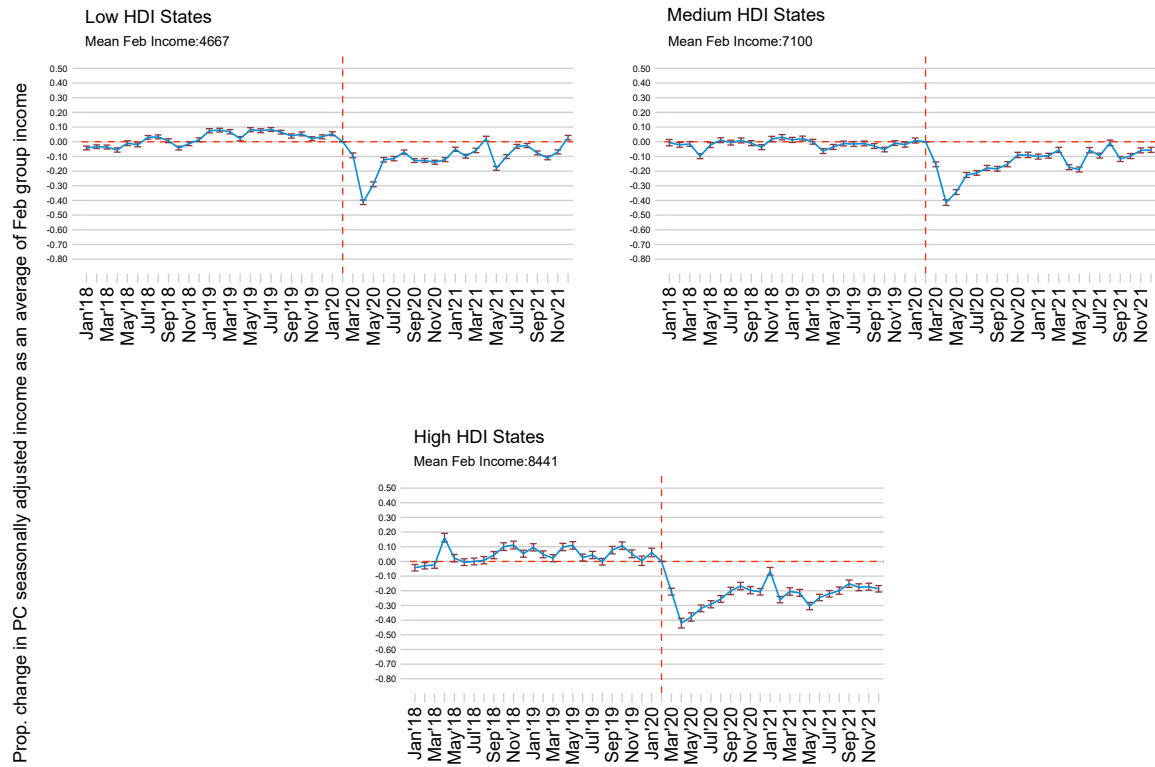 Prop. change in PC seasonally adjusted income as an average of Feb group income
Low HDI States
Mean Feb Income:4667
0.50
0.40
0.30
0.20
0.10
0.00
-0.10
-0.20
-0.30
-0.40
-0.50
-0.60
-0.70
-0.80
Jan'18
Mar'18
May'18
Jul'18
Sep'18
Nov'18
Jan'19
Mar'19
May'19
Jul'19
Sep'19
Nov'19
Jan'20
Mar'20
May'20
Jul'20
Sep'20
Nov'20
Jan'21
Mar'21
May'21
Jul'21
Sep'21
Nov'21
Medium HDI States
Mean Feb Income:7100
0.50
0.40
0.30
0.20
0.10
0.00
-0.10
-0.20
-0.30
-0.40
-0.50
-0.60
-0.70
-0.80
Jan'18
Mar'18
May'18
Jul'18
Sep'18
Nov'18
Jan'19
Mar'19
May'19
Jul'19
Sep'19
Nov'19
Jan'20
Mar'20
May'20
Jul'20
Sep'20
Nov'20
Jan'21
Mar'21
May'21
Jul'21
Sep'21
Nov'21
High HDI States
Mean Feb Income:8441
0.50
0.40
0.30
0.20
0.10
0.00
-0.10
-0.20
-0.30
-0.40
-0.50
-0.60
-0.70
-0.80
Jan'18
Mar'18
May'18
Jul'18
Sep'18
Nov'18
Jan'19
Mar'19
May'19
Jul'19
Sep'19
Nov'19
Jan'20
Mar'20
May'20
Jul'20
Sep'20
Nov'20
Jan'21
Mar'21
May'21
Jul'21
Sep'21
Nov'21